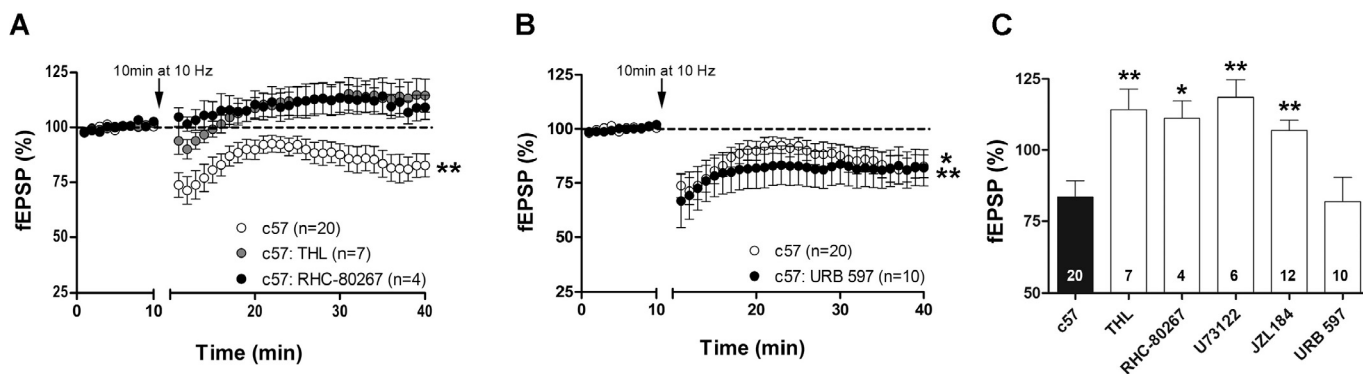 A
10min at 10 Hz
fEPSP (%)
125
100
75
50
25
c57 (n=20)
c57: THL (n=7)
c57: RHC-80267 (n=4)
**
0
10
20
30
40
Time (min)
B
10min at 10 Hz
fEPSP (%)
125
100
75
50
25
c57 (n=20)
c57: URB 597 (n=10)
*
**
0
10
20
30
40
Time (min)
C
fEPSP (%)
125
100
75
50
**
*
**
**
20
7
4
6
12
10
c57
THL
RHC-80267
U73122
JZL184
URB 597